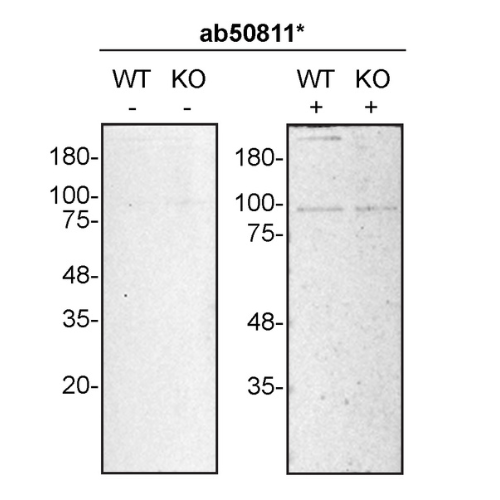 ab50811*
WT KO WT KO
- - + +
180- 180-
100- 100-
75- 75-
48- 48-
35- 35-
20-